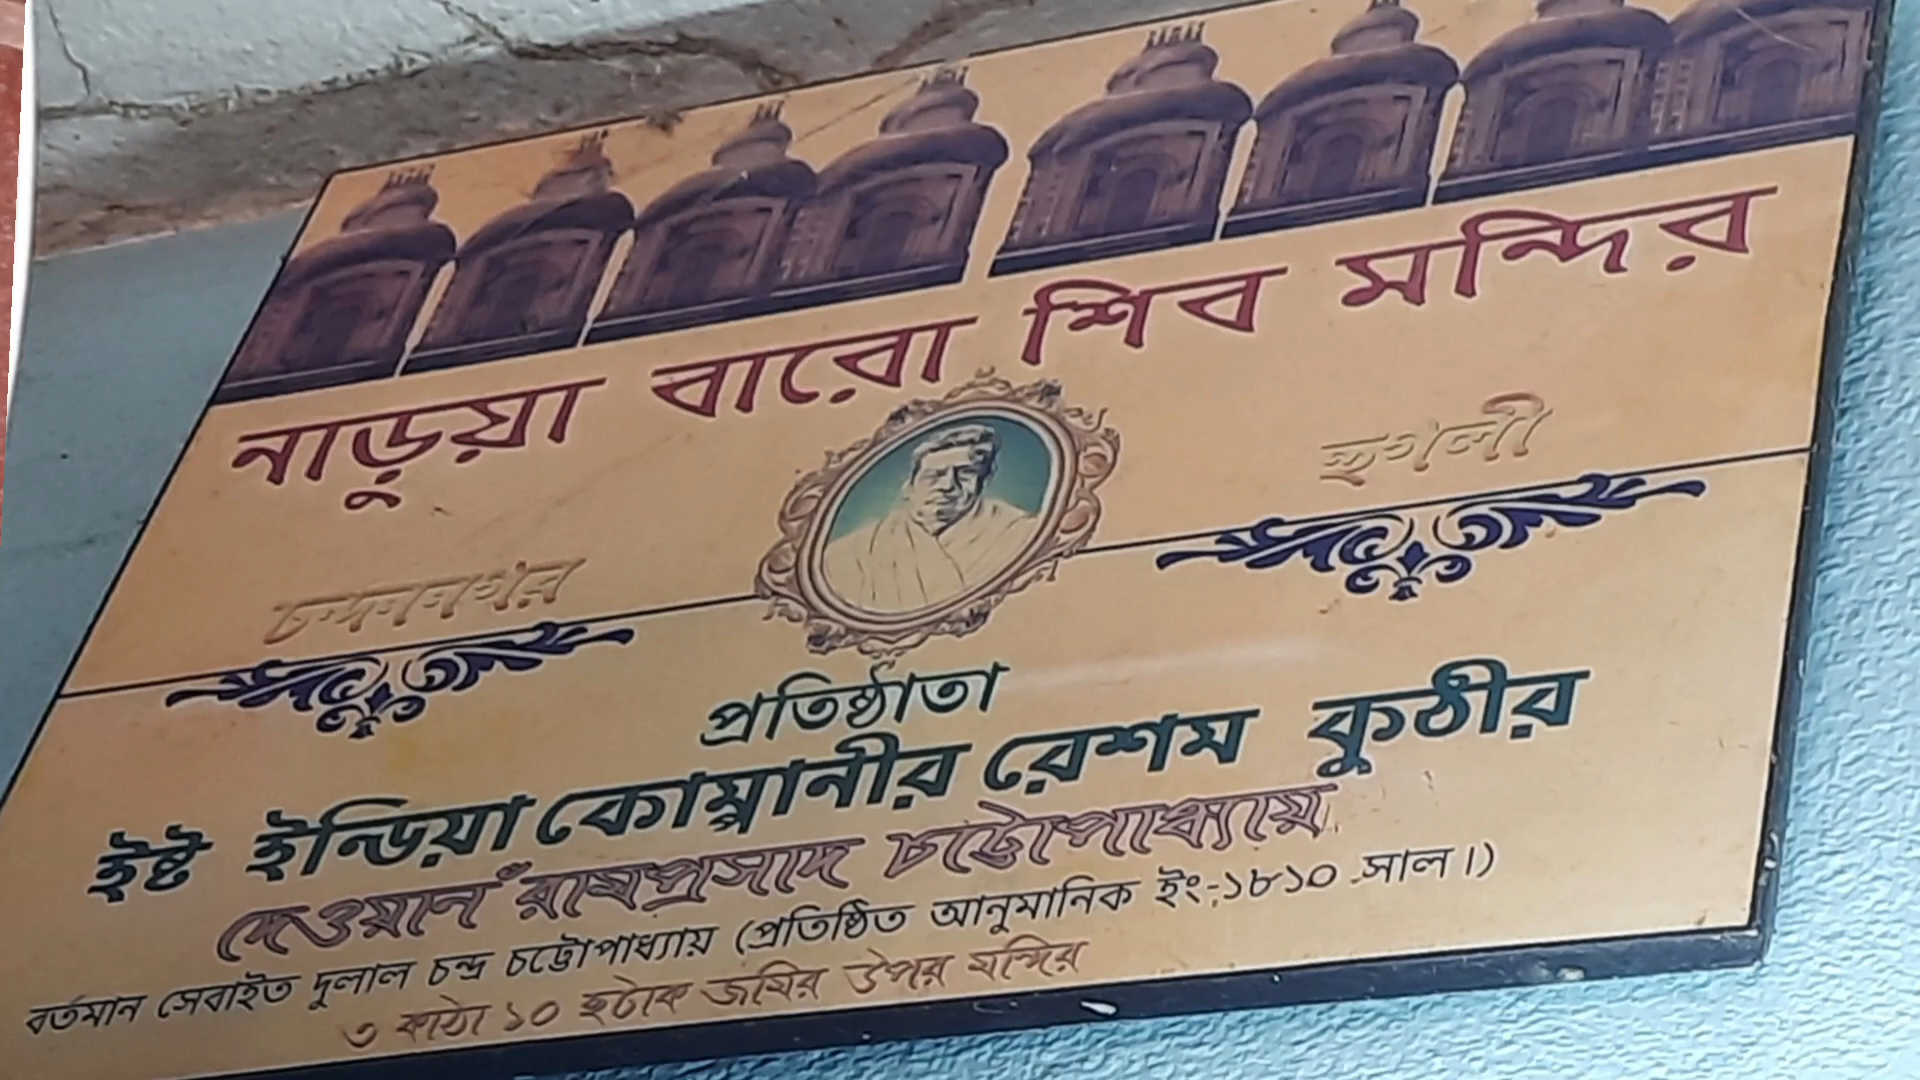 নাড়ুয়া বারো শিব মন্দির
চন্দননগর
হুগলী
প্রতিষ্ঠাতা
ইষ্ট ইন্ডিয়া কোম্পানীর রেশম কুঠীর
দেওয়ান ঁরামপ্রসাদ চট্টোপাধ্যায়
বর্তমান সেবাইত দুলাল চন্দ্র চট্টোপাধ্যায় (প্রতিষ্ঠিত আনুমানিক ইং-১৮১০ সাল।)
৩ কাঠা ১০ ছটাক জমির উপর মন্দির